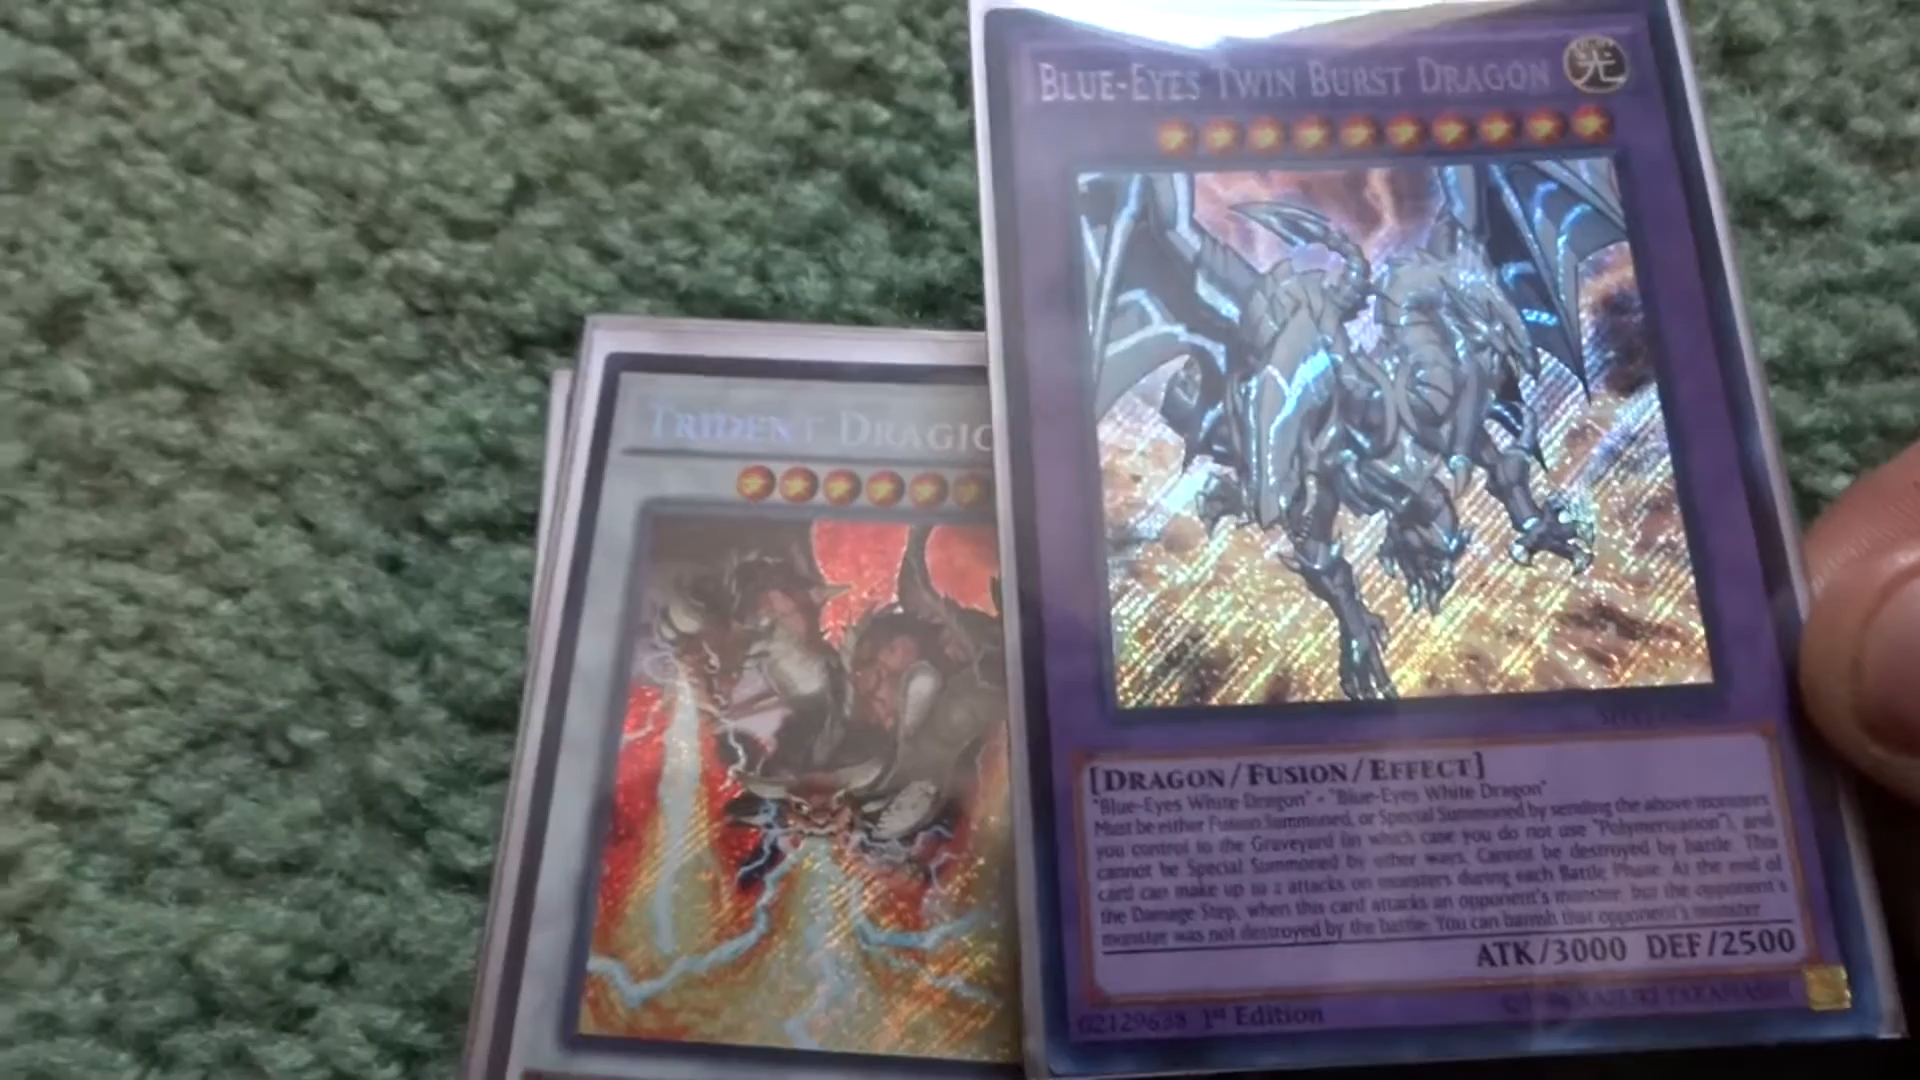 BLUE-EYES TWIN BURST DRAGON
光
TRIDENT DRAGIO
[DRAGON/FUSION/EFFECT]
"Blue-Eyes White Dragon" + "Blue-Eyes White Dragon"
Must be either Fusion Summoned, or Special Summoned by sending the above monsters
you control to the Graveyard (in which case you do not use "Polymerization"), and
cannot be Special Summoned by other ways. Cannot be destroyed by battle. This
card can make up to 2 attacks on monsters during each Battle Phase. At the end of
the Damage Step, when this card attacks an opponent's monster, but the opponent's
monster was not destroyed by the battle: You can banish that opponent's monster.
ATK/3000 DEF/2500
02129638 1st Edition
KAZUKI TAKAHASHI